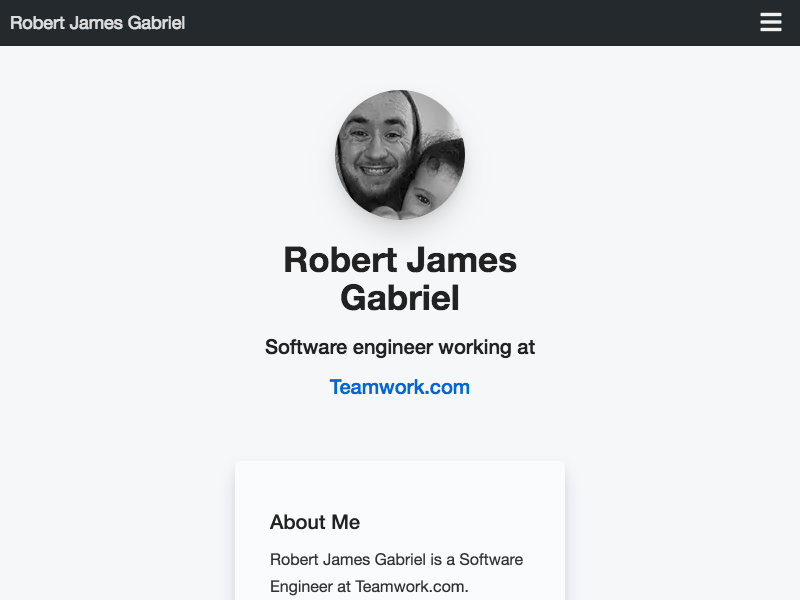 Robert James Gabriel
Robert James
Gabriel
Software engineer working at
Teamwork.com
About Me
Robert James Gabriel is a Software
Engineer at Teamwork.com.